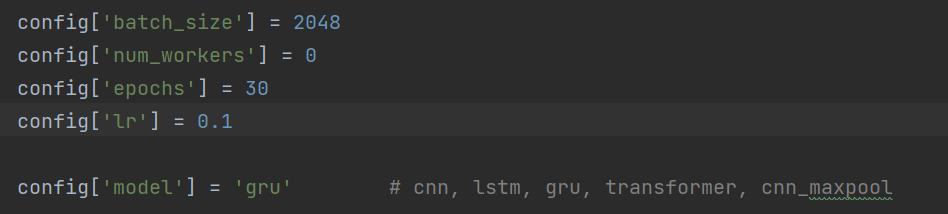 config['batch_size'] = 2048
config['num_workers'] = 0
config['epochs'] = 30
config['lr'] = 0.1
config['model'] = 'gru'        # cnn, lstm, gru, transformer, cnn_maxpool